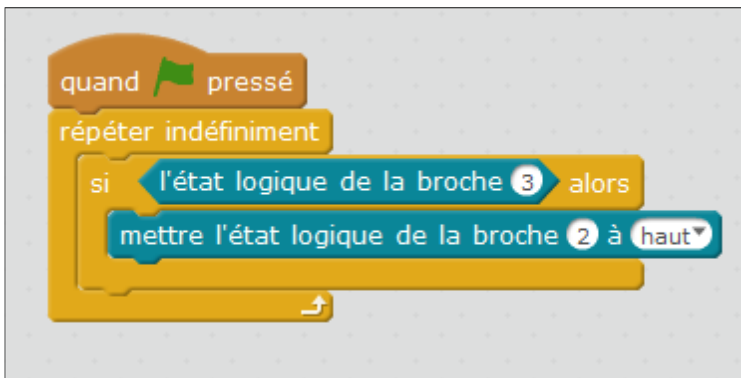 quand pressé
répéter indéfiniment
si l'état logique de la broche 3 alors
mettre l'état logique de la broche 2 à haut